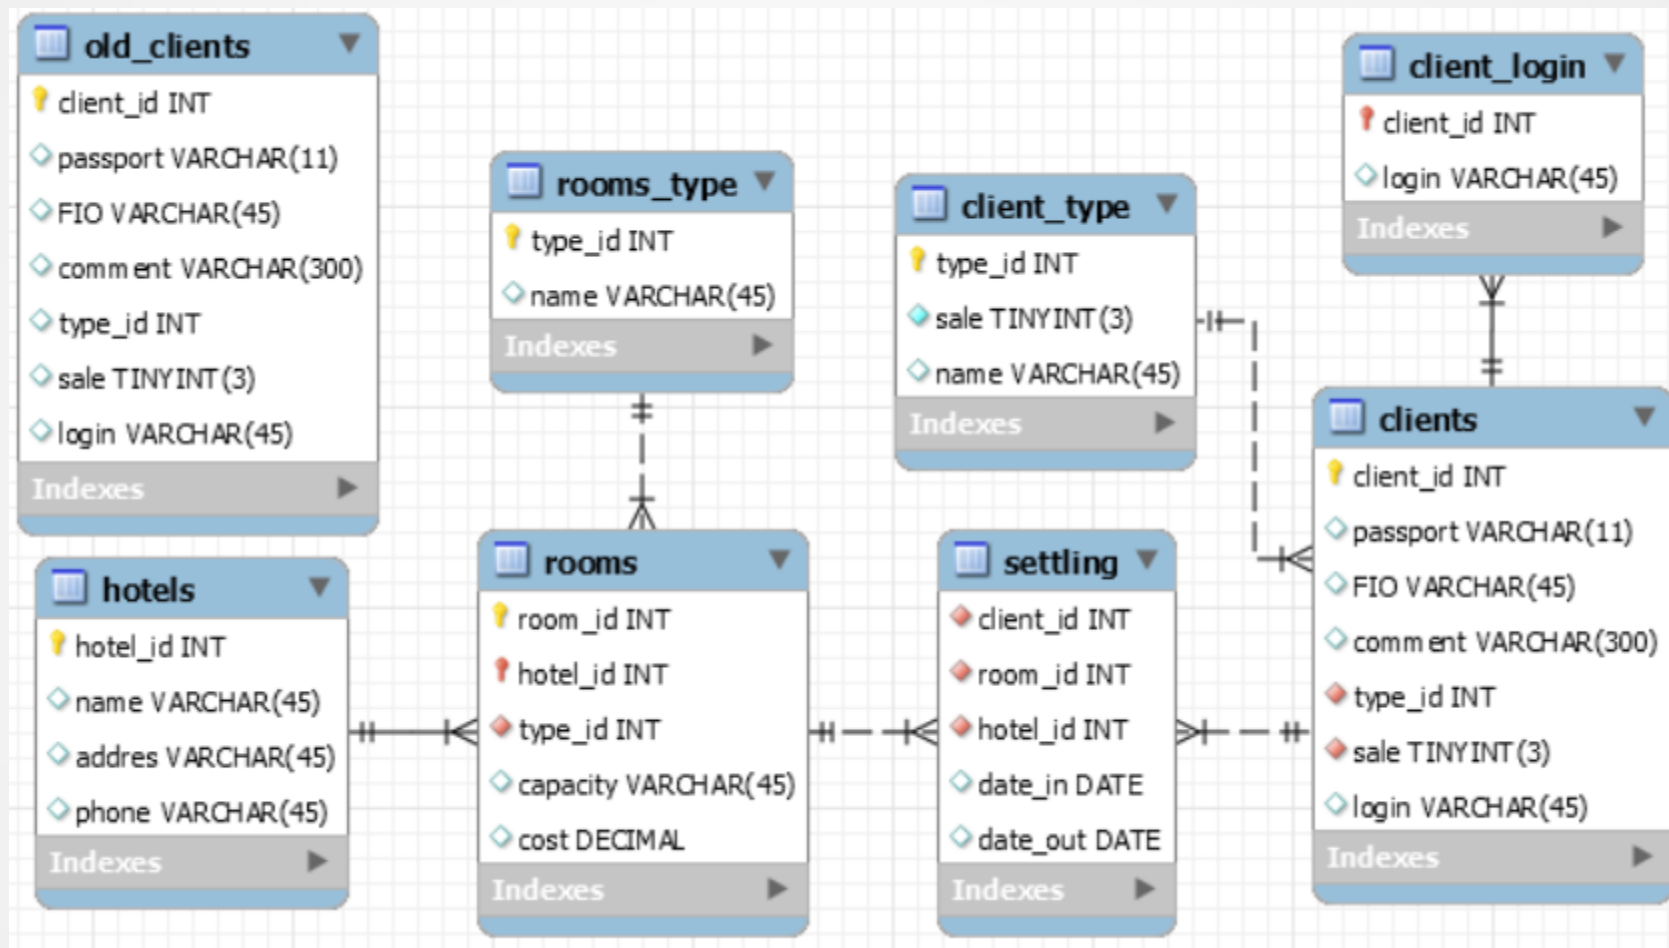 old_clients
client_id INT
passport VARCHAR(11)
FIO VARCHAR(45)
comment VARCHAR(300)
type_id INT
sale TINYINT(3)
login VARCHAR(45)
Indexes
hotels
hotel_id INT
name VARCHAR(45)
addres VARCHAR(45)
phone VARCHAR(45)
Indexes
rooms_type
type_id INT
name VARCHAR(45)
Indexes
rooms
room_id INT
hotel_id INT
type_id INT
capacity VARCHAR(45)
cost DECIMAL
Indexes
client_type
type_id INT
sale TINYINT(3)
name VARCHAR(45)
Indexes
settling
client_id INT
room_id INT
hotel_id INT
date_in DATE
date_out DATE
Indexes
client_login
client_id INT
login VARCHAR(45)
Indexes
clients
client_id INT
passport VARCHAR(11)
FIO VARCHAR(45)
comment VARCHAR(300)
type_id INT
sale TINYINT(3)
login VARCHAR(45)
Indexes